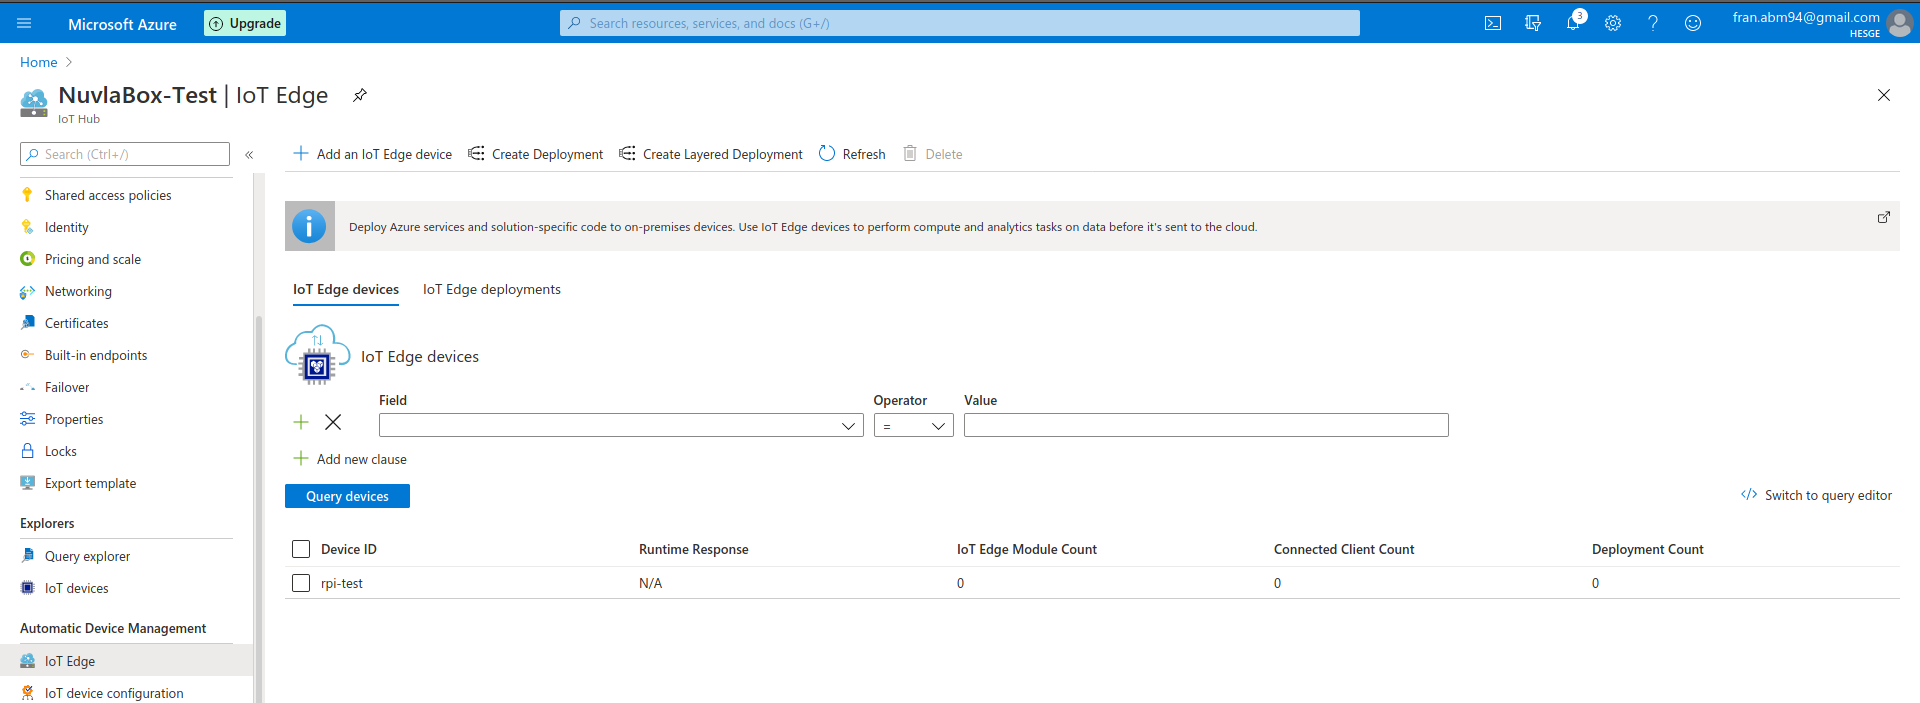 Microsoft Azure
Upgrade
Search resources, services, and docs (G+/)
3
fran.abm94@gmail.com
HESGE
Home
NuvlaBox-Test | IoT Edge
IoT Hub
Search (Ctrl+/)
«
Add an IoT Edge device
Create Deployment
Create Layered Deployment
Refresh
Delete
Shared access policies
Identity
Pricing and scale
Networking
Certificates
Built-in endpoints
Failover
Properties
Locks
Export template
Explorers
Query explorer
IoT devices
Automatic Device Management
IoT Edge
IoT device configuration
Deploy Azure services and solution-specific code to on-premises devices. Use IoT Edge devices to perform compute and analytics tasks on data before it's sent to the cloud.
IoT Edge devices
IoT Edge deployments
IoT Edge devices
Field
Operator
Value
=
Add new clause
Query devices
Switch to query editor
Device ID
Runtime Response
IoT Edge Module Count
Connected Client Count
Deployment Count
rpi-test
N/A
0
0
0